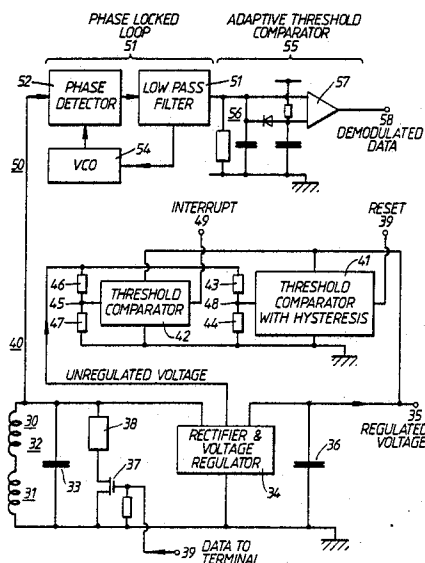 PHASE LOCKED
LOOP
51
ADAPTIVE THRESHOLD
COMPARATOR
55
52
PHASE
DETECTOR
51
LOW PASS
FILTER
57
56
58
DEMODULATED
DATA
VCO
54
50
INTERRUPT
49
RESET
39
41
46
45
47
THRESHOLD
COMPARATOR
42
43
48
44
THRESHOLD
COMPARATOR
WITH HYSTERESIS
40
UNREGULATED VOLTAGE
35
REGULATED
VOLTAGE
30
32
33
31
38
37
RECTIFIER &
VOLTAGE
REGULATOR
34
36
39
DATA TO
TERMINAL